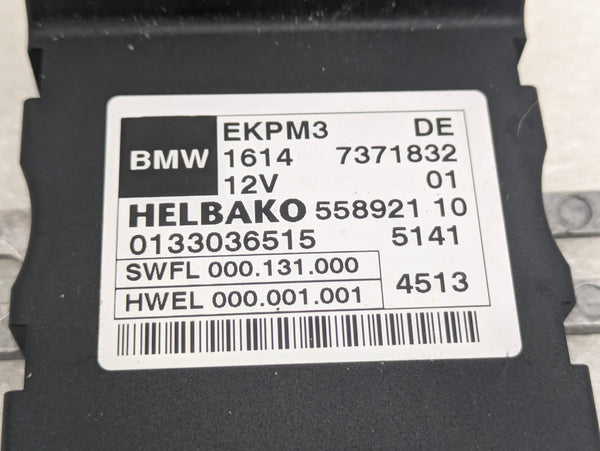 BMW
EKPM3 DE
1614 7371832
12V 01
HELBAKO 558921 10
0133036515 5141
SWFL 000.131.000
HWEL 000.001.001
4513